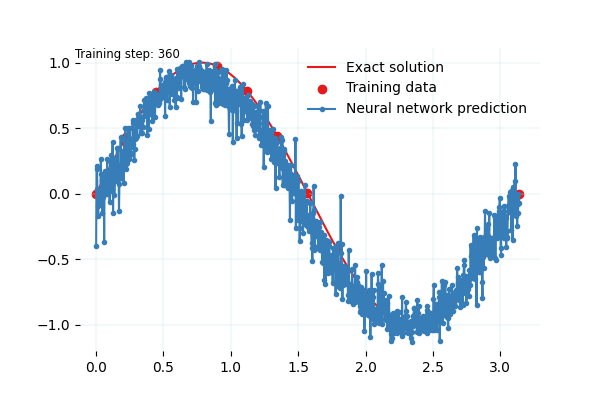 Training step: 360
Exact solution
Training data
Neural network prediction
1.0
0.5
0.0
−0.5
−1.0
0.0 0.5 1.0 1.5 2.0 2.5 3.0